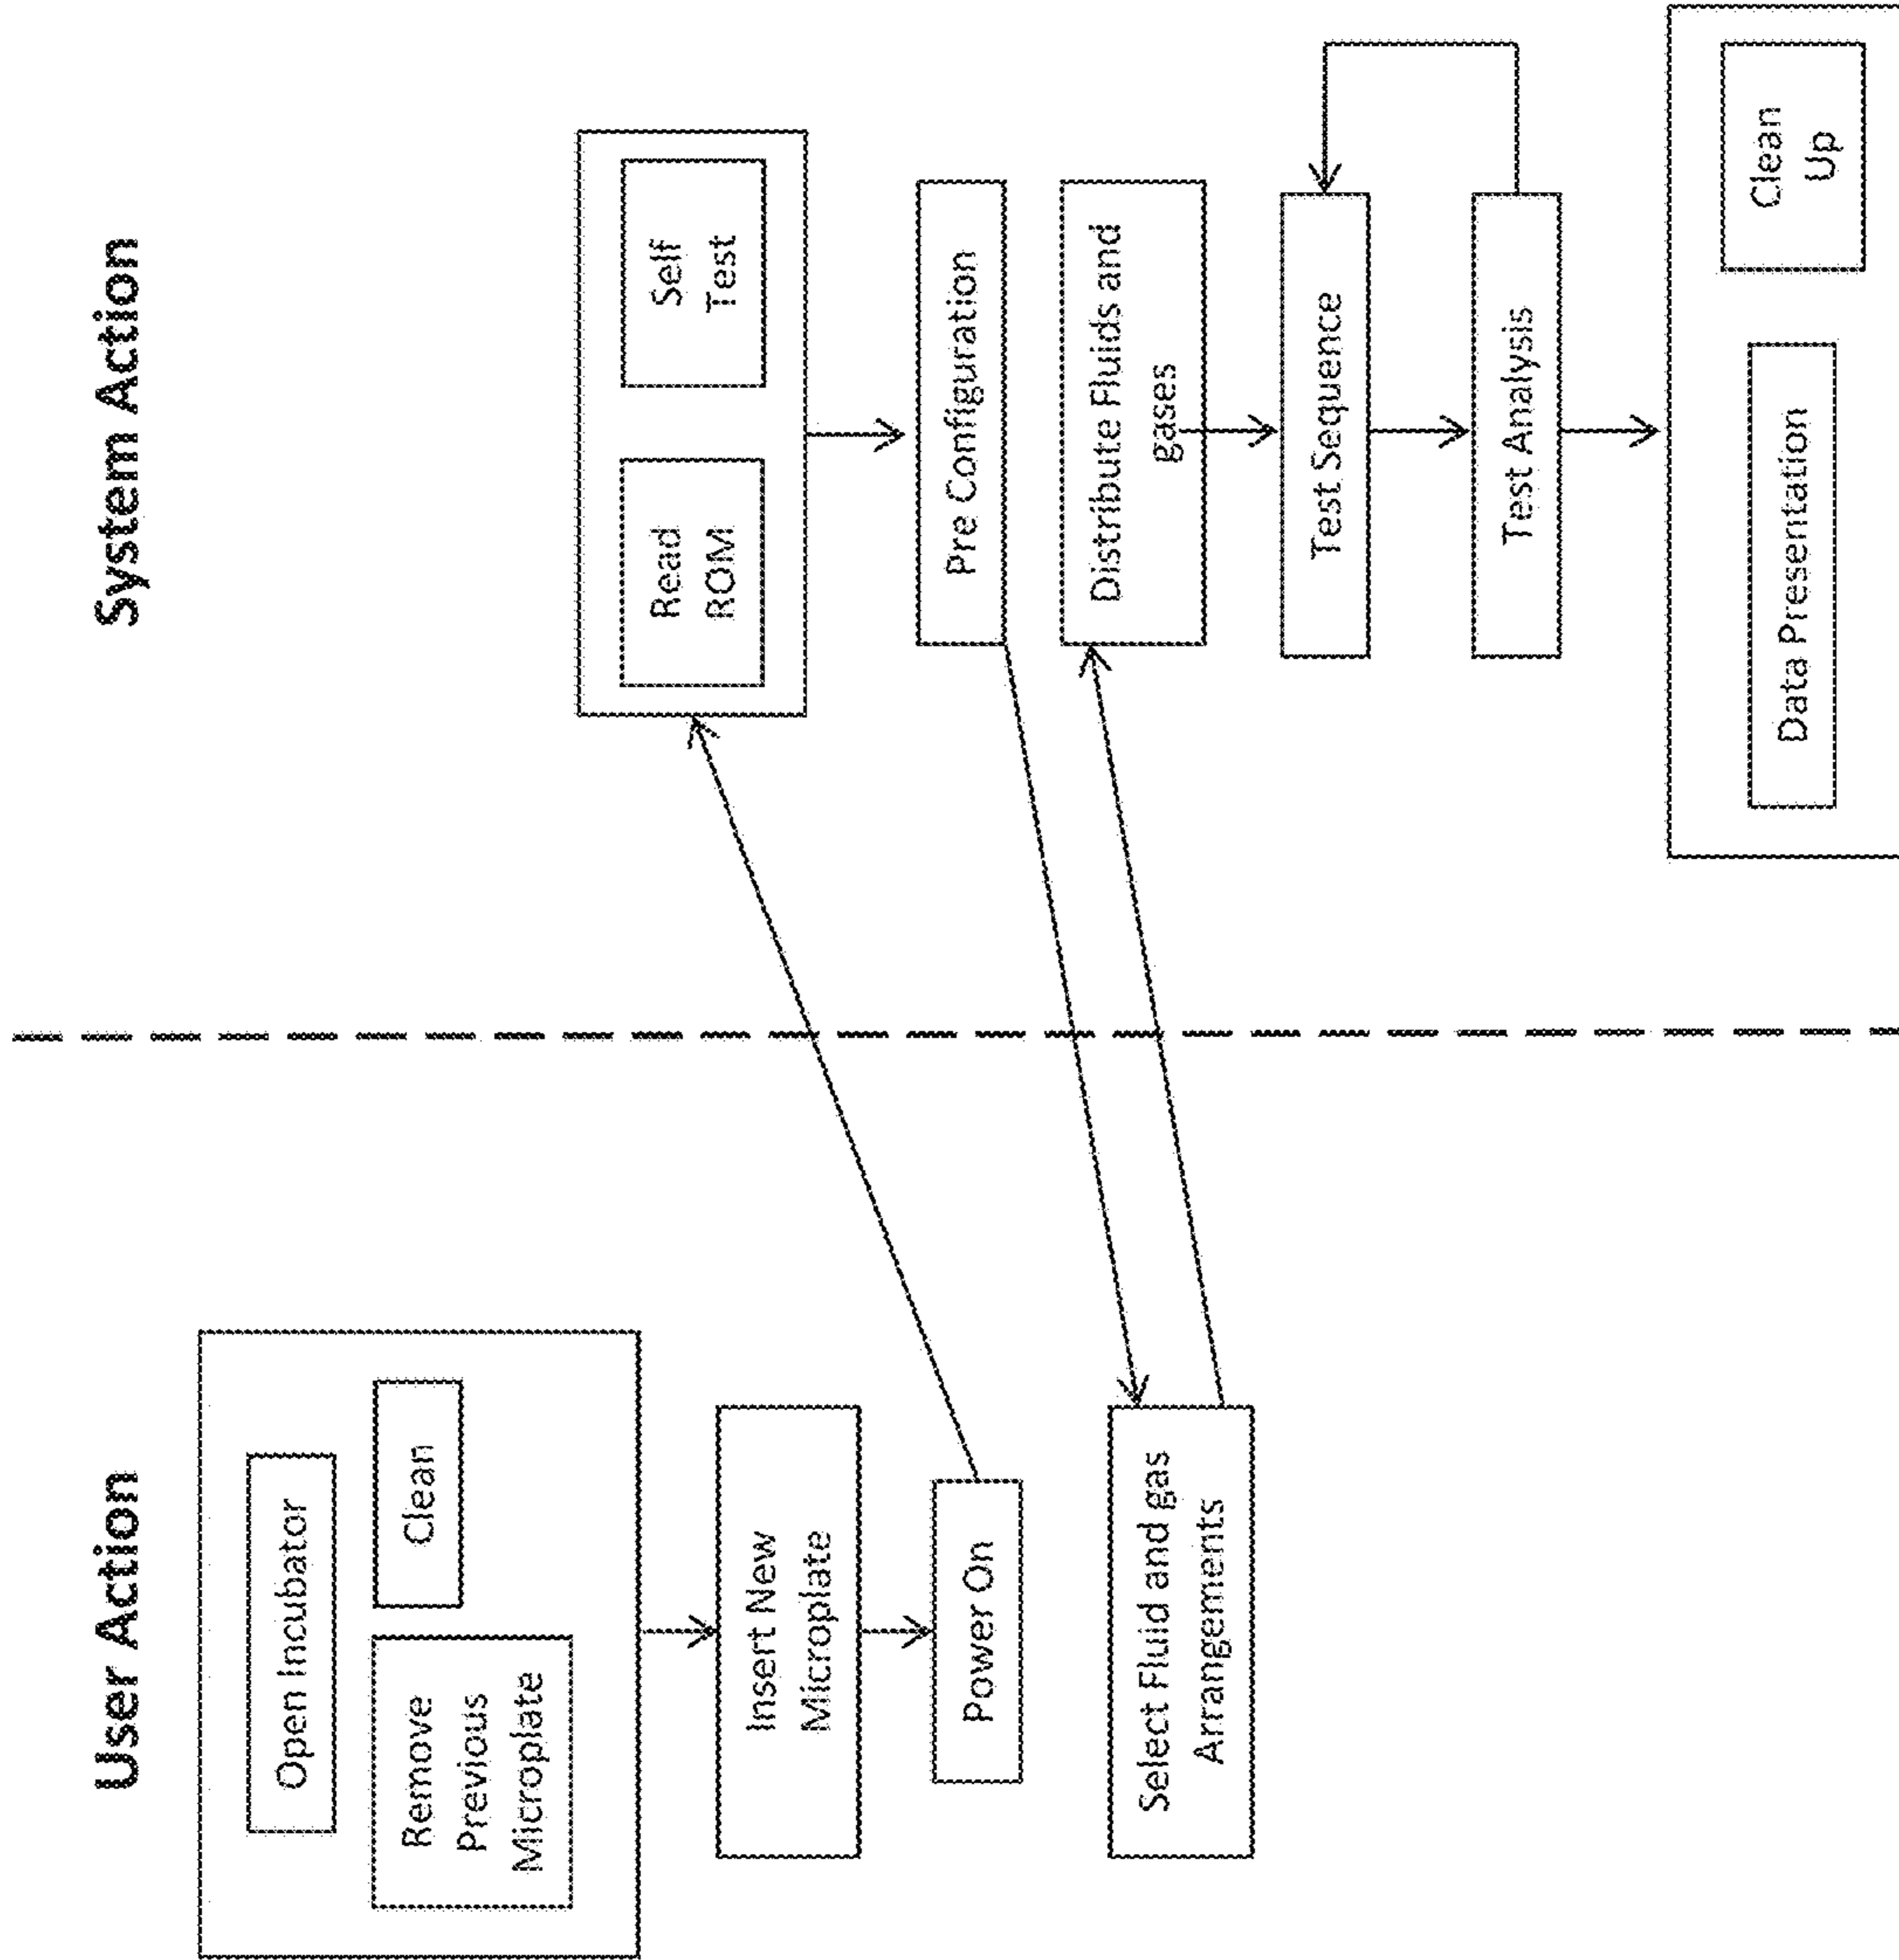 User Action
Open Incubator
Remove
Previous
Microplate
Clean
Insert New
Microplate
Power On
Select Fluid and gas
Arrangements
System Action
Read
ROM
Self
Test
Pre Configuration
Distribute Fluids and
gases
Test Sequence
Test Analysis
Data Presentation
Clean
Up